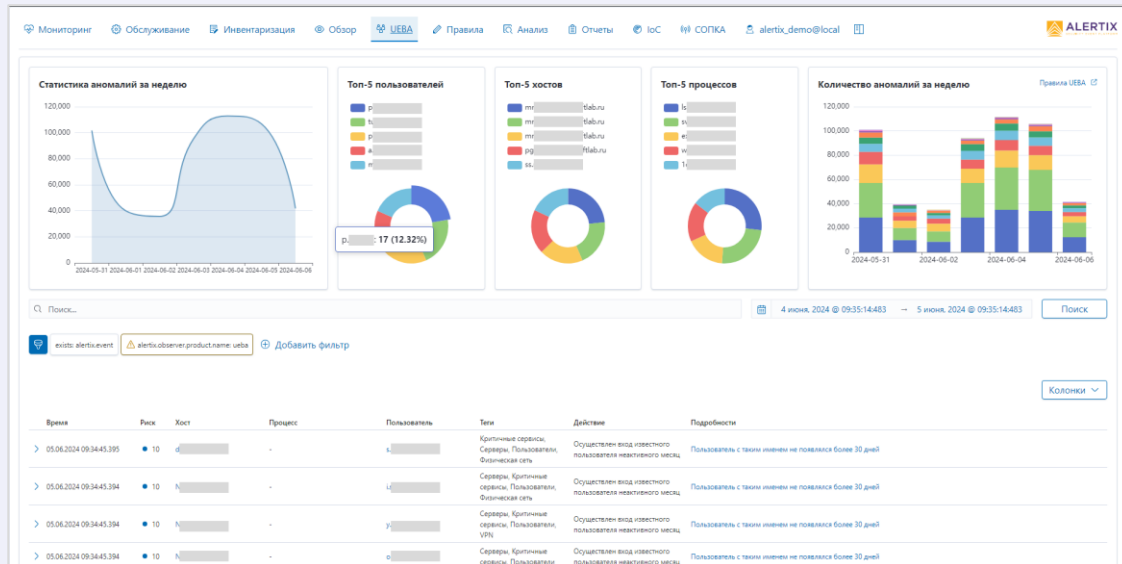 Мониторинг Обслуживание Инвентаризация Обзор UEBA Правила Анализ Отчеты IoC СОПКА alertix_demo@local ALERTIX
Статистика аномалий за неделю
120,000
100,000
80,000
60,000
40,000
20,000
0
2024-05-31 2024-06-01 2024-06-02 2024-06-03 2024-06-04 2024-06-05 2024-06-06
Топ-5 пользователей
p
tu
p
a.
m
p. : 17 (12.32%)
Топ-5 хостов
mr tlab.ru
mr tlab.ru
mr tlab.ru
pg ftlab.ru
ss.
Топ-5 процессов
ls
sv
e
w
1
Количество аномалий за неделю
Правила UEBA
120,000
100,000
80,000
60,000
40,000
20,000
0
2024-05-31 2024-06-02 2024-06-04 2024-06-06
Поиск...
4 июня, 2024 @ 09:35:14:483 → 5 июня, 2024 @ 09:35:14:483
Поиск
exists: alertix.event alertix.observer.product.name: ueba Добавить фильтр
Колонки
Время Риск Хост Процесс Пользователь Теги Действие Подробности
05.06.2024 09:34:45.395 10 d - s.
Критичные сервисы,
Серверы, Пользователи,
Физическая сеть
Осуществлен вход известного
пользователя неактивного месяц
Пользователь с таким именем не появлялся более 30 дней
05.06.2024 09:34:45.394 10 N - u
Серверы, Критичные
сервисы, Пользователи,
Физическая сеть
Осуществлен вход известного
пользователя неактивного месяц
Пользователь с таким именем не появлялся более 30 дней
05.06.2024 09:34:45.394 10 N - y.
Серверы, Критичные
сервисы, Пользователи,
VPN
Осуществлен вход известного
пользователя неактивного месяц
Пользователь с таким именем не появлялся более 30 дней
05.06.2024 09:34:45.394 10 N -
Серверы, Критичные
сервисы, Пользователи
Осуществлен вход известного
пользователя неактивного месяц
Пользователь с таким именем не появлялся более 30 дней